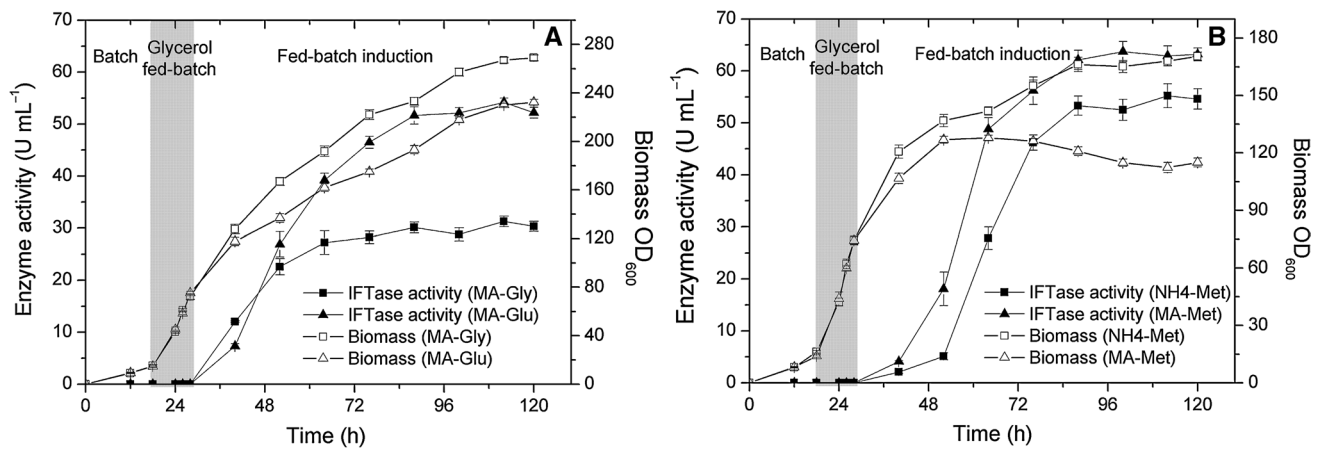 A
Batch
Glycerol
fed-batch
Fed-batch induction
70
60
50
40
30
20
10
0
Enzyme activity (U mL⁻¹)
280
240
200
160
120
80
40
0
Biomass OD₆₀₀
IFTase activity (MA-Gly)
IFTase activity (MA-Glu)
Biomass (MA-Gly)
Biomass (MA-Glu)
0 24 48 72 96 120
Time (h)
B
Batch
Glycerol
fed-batch
Fed-batch induction
70
60
50
40
30
20
10
0
Enzyme activity (U mL⁻¹)
180
150
120
90
60
30
0
Biomass OD₆₀₀
IFTase activity (NH4-Met)
IFTase activity (MA-Met)
Biomass (NH4-Met)
Biomass (MA-Met)
0 24 48 72 96 120
Time (h)